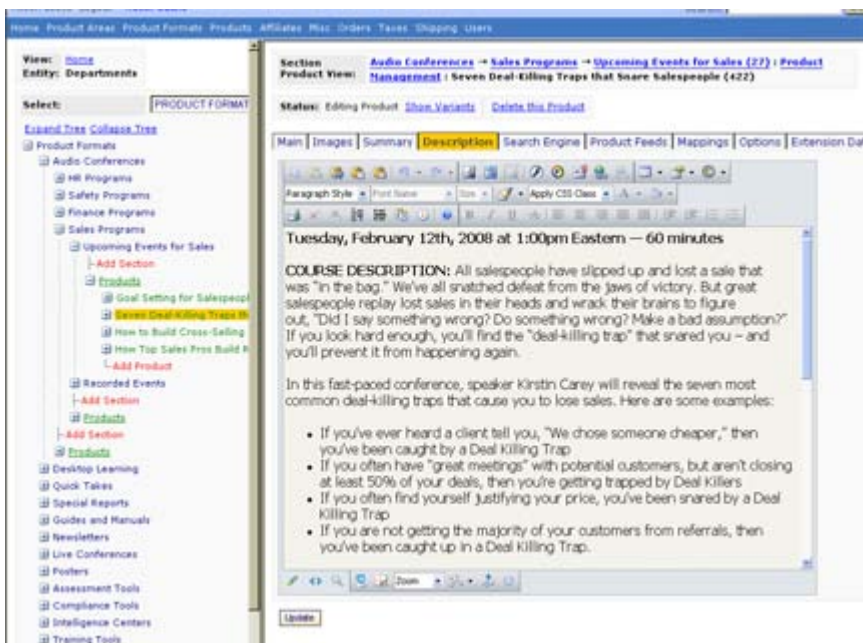 Home Product Areas Product Formats Products Affiliates Misc Orders Taxes Shipping Users
View: Home
Entity: Departments
Select: PRODUCT FORMAT
Expand Tree Collapse Tree
Product Formats
Audio Conferences
HR Programs
Safety Programs
Finance Programs
Sales Programs
Upcoming Events for Sales
Add Section
Products
Goal Setting for Salespeopl
Seven Deal-Killing Traps th
How to Build Cross-Selling
How Top Sales Pros Build R
Add Product
Recorded Events
Add Section
Products
Add Section
Products
Desktop Learning
Quick Takes
Special Reports
Guides and Manuals
Newsletters
Live Conferences
Posters
Assessment Tools
Compliance Tools
Intelligence Centers
Training Tools
Section Audio Conferences → Sales Programs → Upcoming Events for Sales (27) : Product
Product View: Management : Seven Deal-Killing Traps that Snare Salespeople (422)
Status: Editing Product Show Variants Delete this Product
Main Images Summary Description Search Engine Product Feeds Mappings Options Extension Dat
Paragraph Style Font Name Size Apply CSS Class
Tuesday, February 12th, 2008 at 1:00pm Eastern — 60 minutes
COURSE DESCRIPTION: All salespeople have slipped up and lost a sale that
was "in the bag." We've all snatched defeat from the jaws of victory. But great
salespeople replay lost sales in their heads and wrack their brains to figure
out, "Did I say something wrong? Do something wrong? Make a bad assumption?"
If you look hard enough, you'll find the "deal-killing trap" that snared you – and
you'll prevent it from happening again.
In this fast-paced conference, speaker Kirstin Carey will reveal the seven most
common deal-killing traps that cause you to lose sales. Here are some examples:
• If you've ever heard a client tell you, "We chose someone cheaper," then
you've been caught by a Deal Killing Trap
• If you often have "great meetings" with potential customers, but aren't closing
at least 50% of your deals, then you're getting trapped by Deal Killers
• If you often find yourself justifying your price, you've been snared by a Deal
Killing Trap
• If you are not getting the majority of your customers from referrals, then
you've been caught up in a Deal Killing Trap.
Zoom
Update